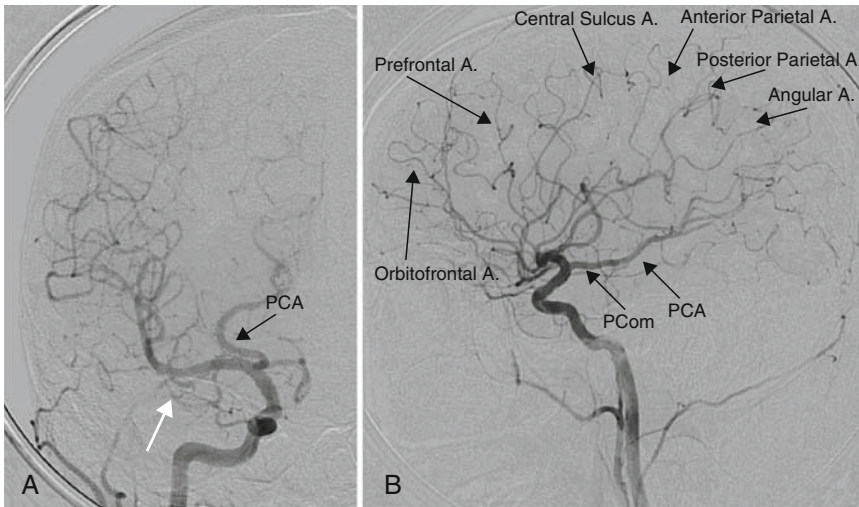 Central Sulcus A.
Anterior Parietal A.
Prefrontal A.
Posterior Parietal A
Angular A.
Orbitofrontal A.
PCA
PCom
PCA
A
B